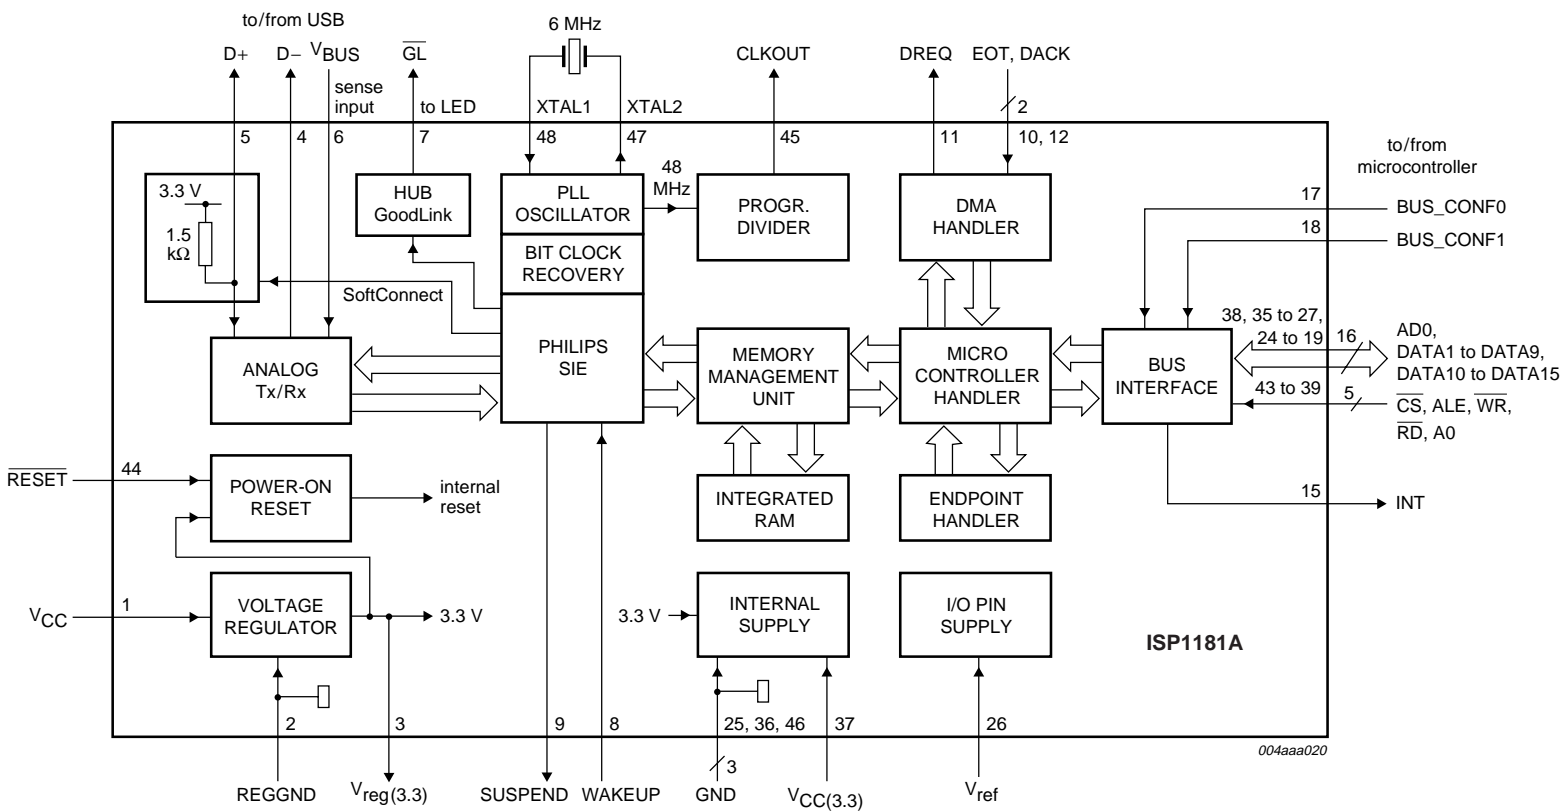 to/from USB
D+
D−
VBUS
GL
6 MHz
CLKOUT
DREQ
EOT, DACK
sense
input
to LED
XTAL1
XTAL2
2
5
4
6
7
48
47
45
11
10, 12
to/from
microcontroller
3.3 V
1.5
kΩ
HUB
GoodLink
PLL
OSCILLATOR
48
MHz
PROGR.
DIVIDER
DMA
HANDLER
17
BUS_CONF0
18
BUS_CONF1
BIT CLOCK
RECOVERY
SoftConnect
ANALOG
Tx/Rx
PHILIPS
SIE
MEMORY
MANAGEMENT
UNIT
MICRO
CONTROLLER
HANDLER
BUS
INTERFACE
38, 35 to 27,
24 to 19
16
AD0,
DATA1 to DATA9,
DATA10 to DATA15
43 to 39
5
CS, ALE, WR,
RD, A0
RESET
44
POWER-ON
RESET
internal
reset
INTEGRATED
RAM
ENDPOINT
HANDLER
15
INT
VCC
1
VOLTAGE
REGULATOR
3.3 V
3.3 V
INTERNAL
SUPPLY
I/O PIN
SUPPLY
ISP1181A
2
3
9
8
25, 36, 46
37
26
004aaa020
3
REGGND
Vreg(3.3)
SUSPEND
WAKEUP
GND
VCC(3.3)
Vref